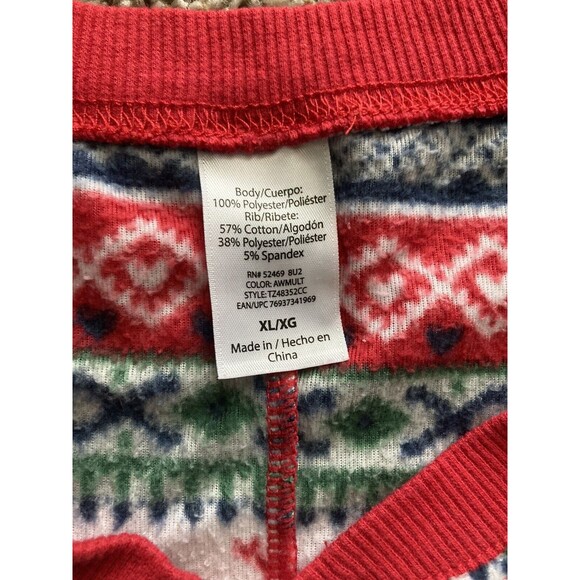 Body/Cuerpo:
100% Polyester/Poliéster
Rib/Ribete:
57% Cotton/Algodón
38% Polyester/Poliéster
5% Spandex
RN# 52469 8U2
COLOR: AWMULT
STYLE: TZ48352CC
EAN/UPC 76937341969
XL/XG
Made in / Hecho en
China